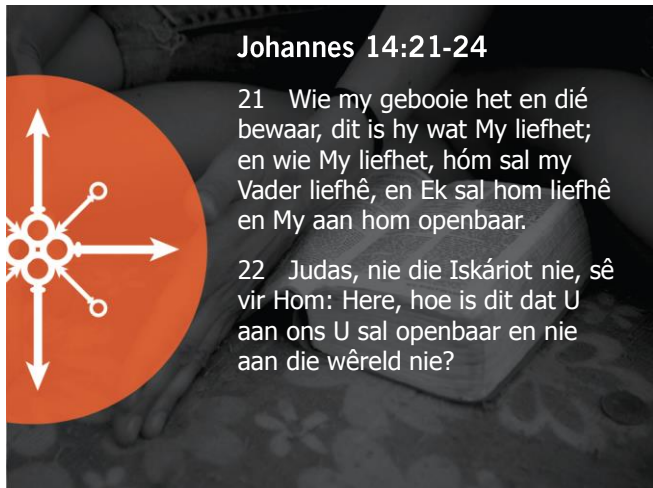 Johannes 14:21-24
21 Wie my gebooie het en dié
bewaar, dit is hy wat My liefhet;
en wie My liefhet, hóm sal my
Vader liefhê, en Ek sal hom liefhê
en My aan hom openbaar.
22 Judas, nie die Iskáriot nie, sê
vir Hom: Here, hoe is dit dat U
aan ons U sal openbaar en nie
aan die wêreld nie?